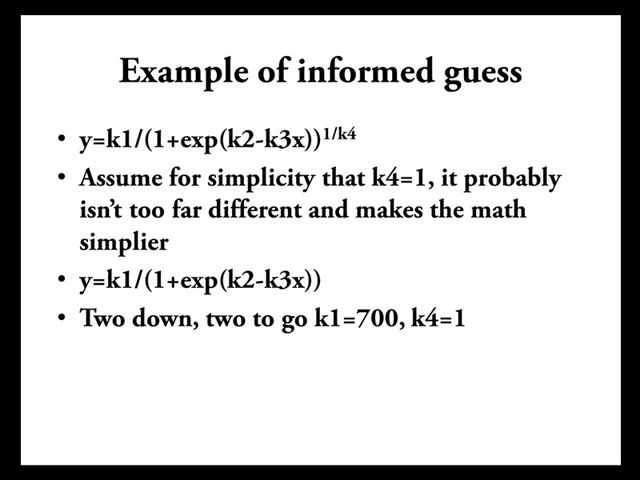 Example of informed guess
• y=k1/(1+exp(k2-k3x))^1/k4
• Assume for simplicity that k4=1, it probably
isn't too far different and makes the math
simplier
• y=k1/(1+exp(k2-k3x))
• Two down, two to go k1=700, k4=1